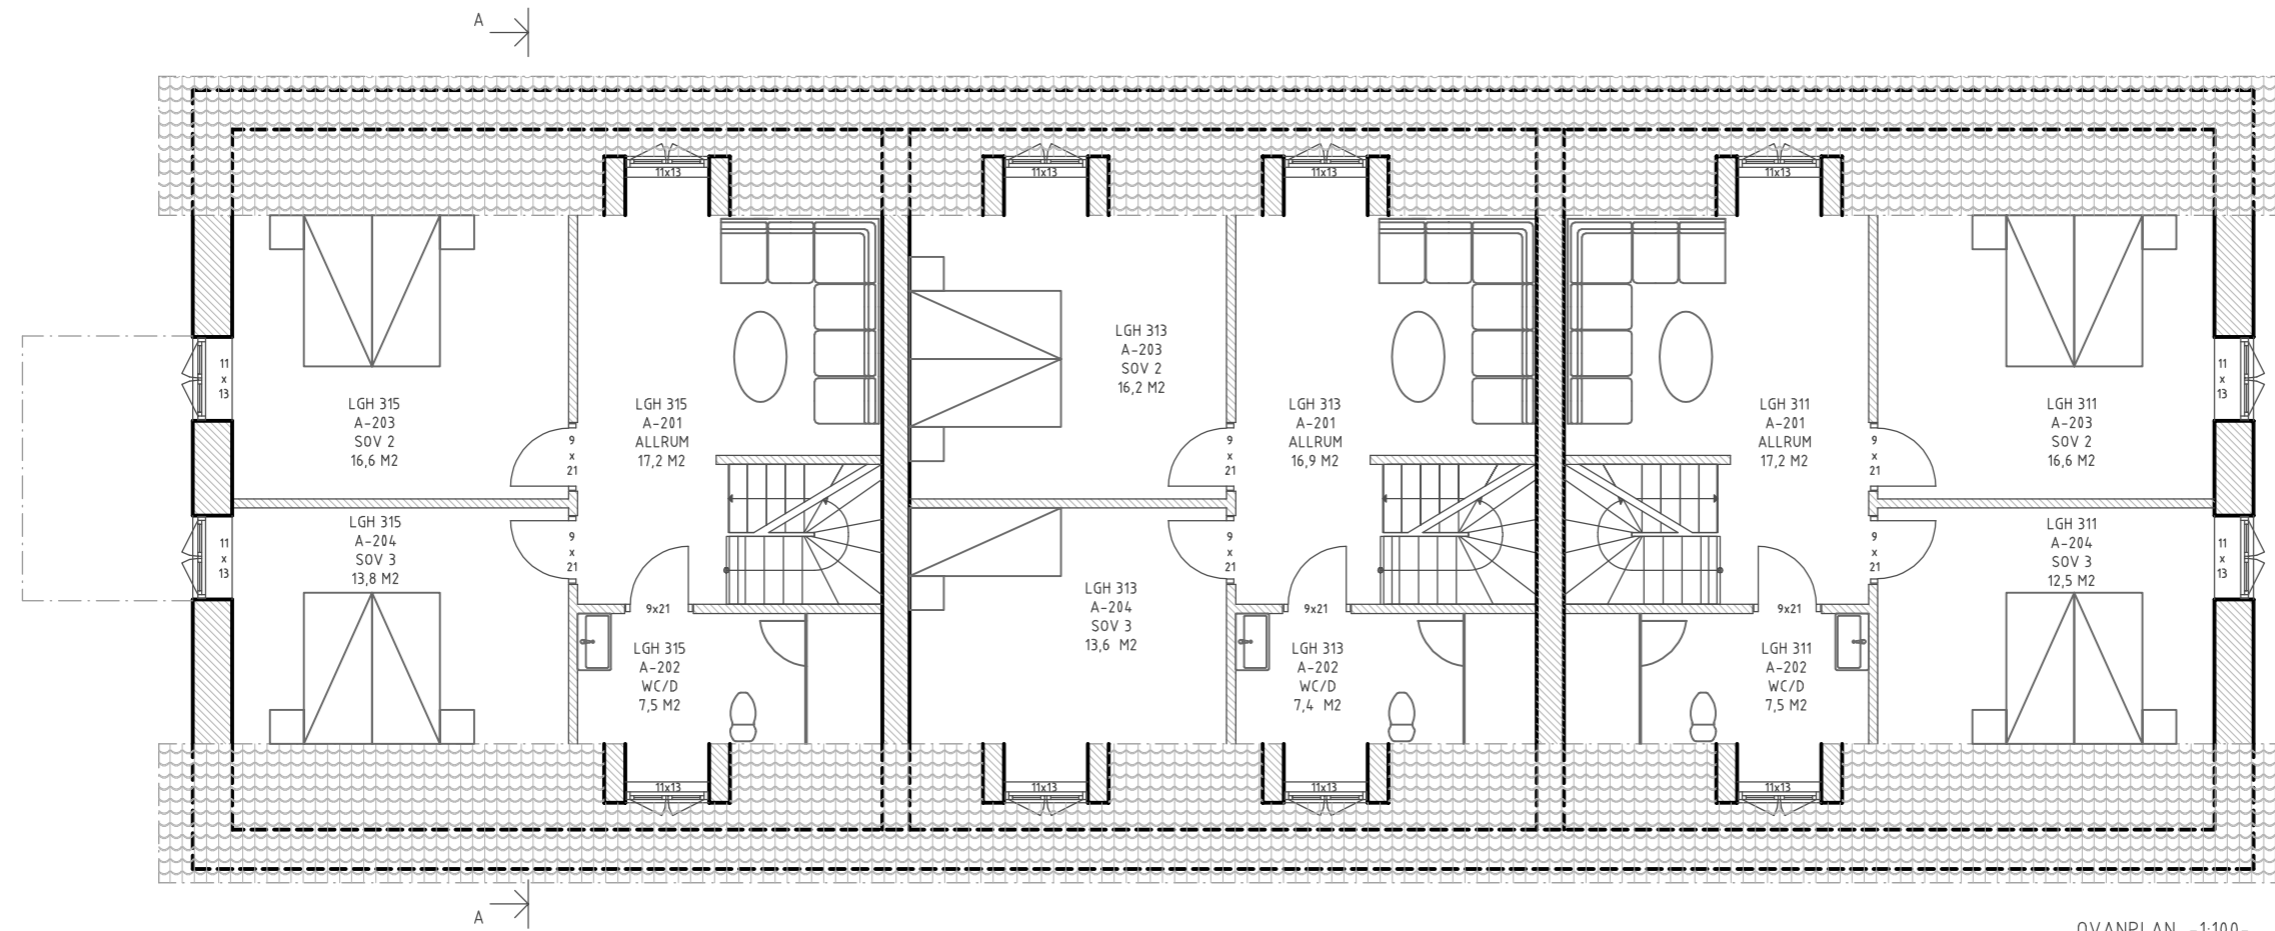 A
11x13
11x13
11x13
11x13
LGH 315
A-203
SOV 2
16,6 M2
LGH 315
A-201
ALLRUM
17,2 M2
LGH 313
A-203
SOV 2
16,2 M2
LGH 313
A-201
ALLRUM
16,9 M2
LGH 311
A-201
ALLRUM
17,2 M2
LGH 311
A-203
SOV 2
16,6 M2
11
x
13
9
x
21
9
x
21
9
x
21
11
x
13
LGH 315
A-204
SOV 3
13,8 M2
LGH 313
A-204
SOV 3
13,6 M2
LGH 311
A-204
SOV 3
12,5 M2
11
x
13
9
x
21
9
x
21
9
x
21
11
x
13
9x21
9x21
9x21
LGH 315
A-202
WC/D
7,5 M2
LGH 313
A-202
WC/D
7,4 M2
LGH 311
A-202
WC/D
7,5 M2
11x13
11x13
11x13
11x13
A
OVANPLAN -1:100-